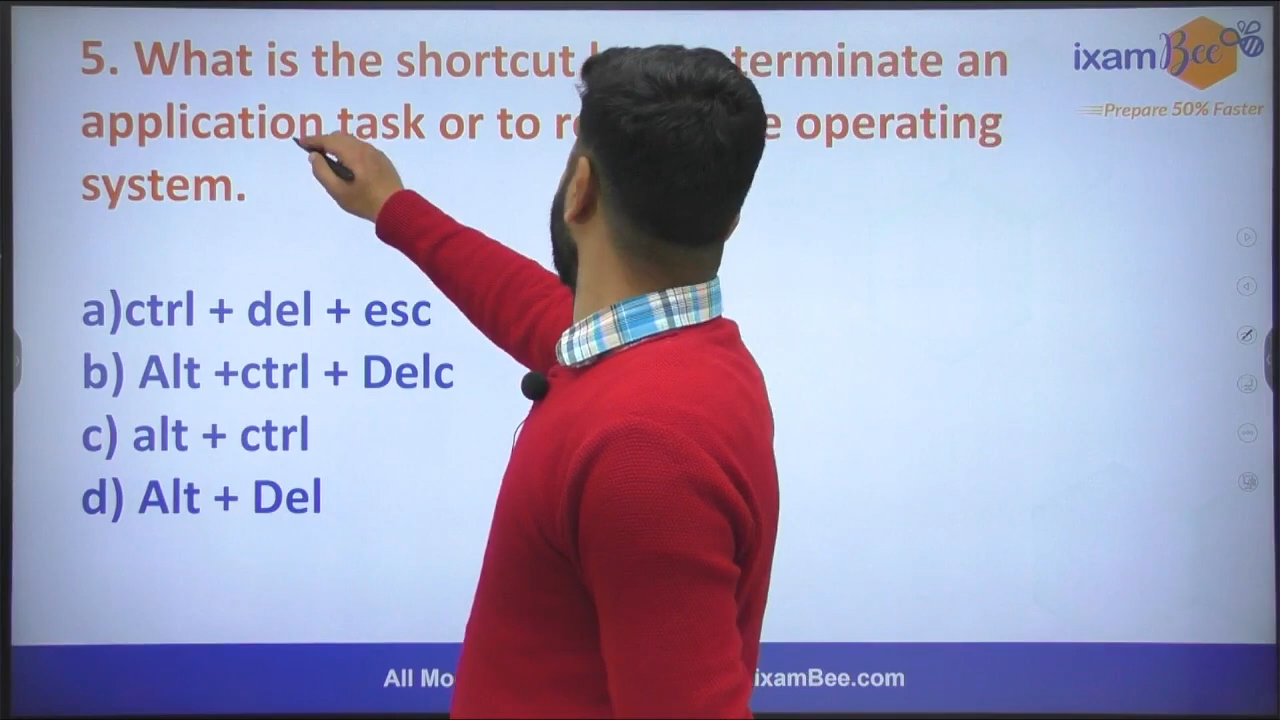 5. What is the shortcut terminate an
application task or to operating
system.
a)ctrl + del + esc
b) Alt +ctrl + Delc
c) alt + ctrl
d) Alt + Del
ixamBee
Prepare 50% Faster
All ixamBee.com